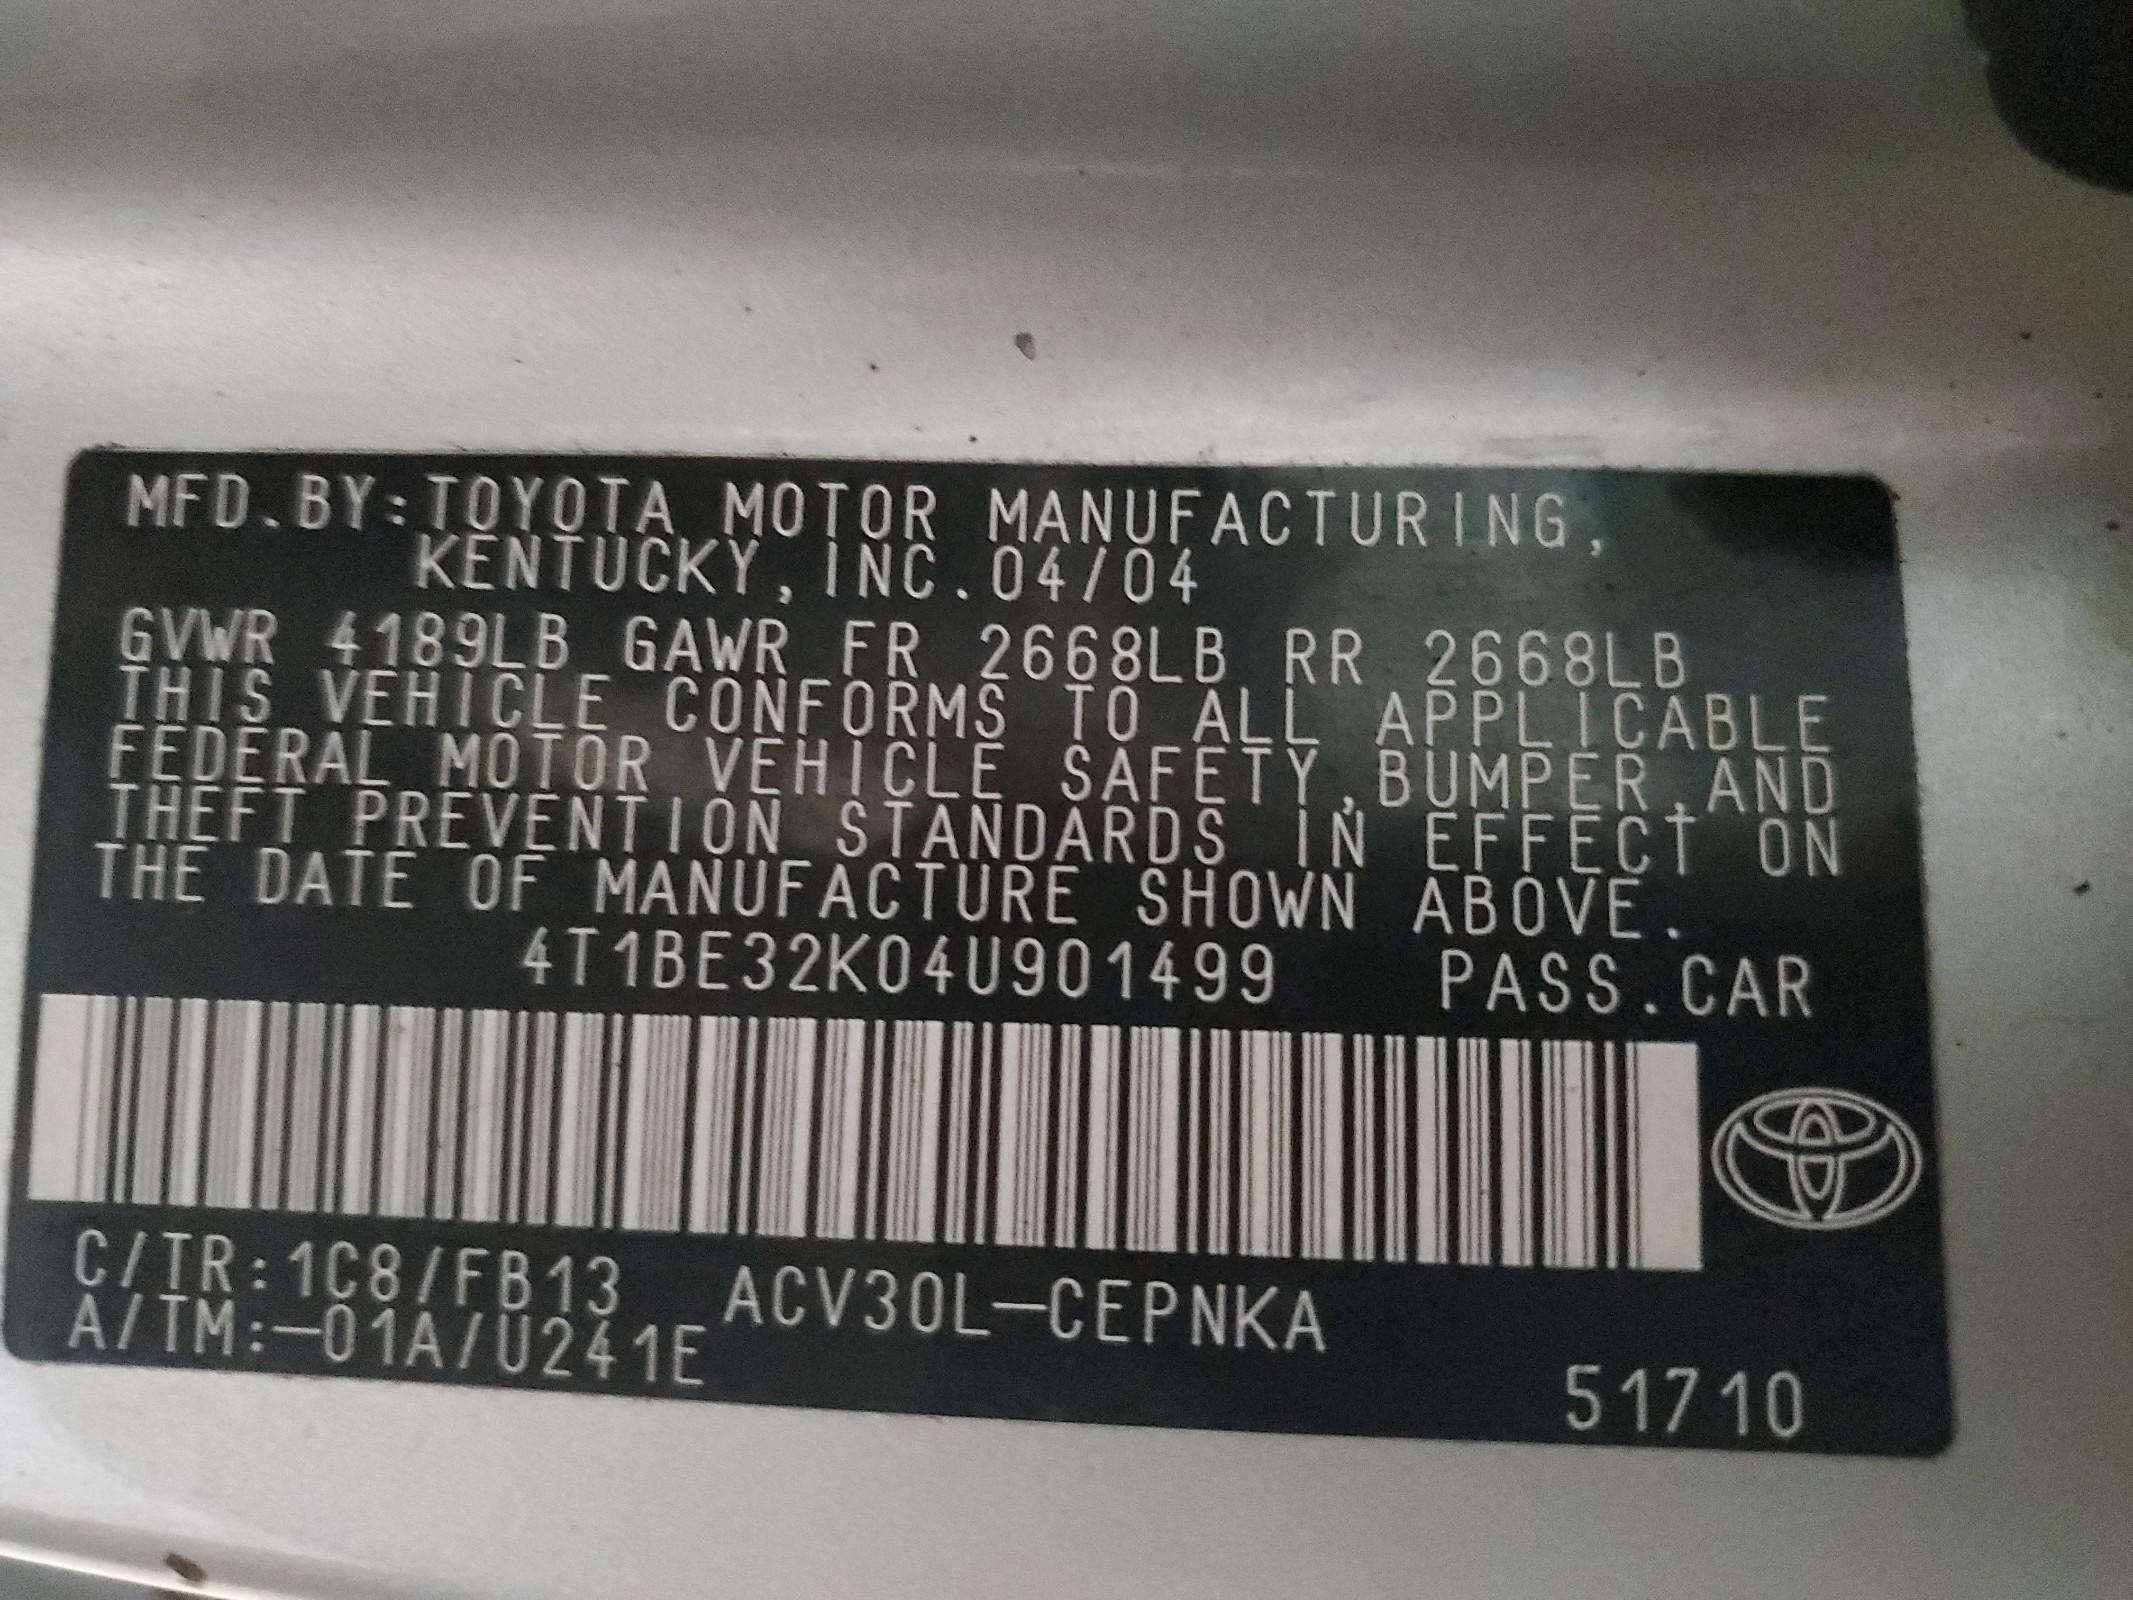 MFD.BY:TOYOTA MOTOR MANUFACTURING,
KENTUCKY, INC.04/04
GVWR 4189LB GAWR FR 2668LB RR 2668LB
THIS VEHICLE CONFORMS TO ALL APPLICABLE
FEDERAL MOTOR VEHICLE SAFETY,BUMPER,AND
THEFT PREVENTION STANDARDS IN EFFECT ON
THE DATE OF MANUFACTURE SHOWN ABOVE.
4T1BE32K04U901499 PASS.CAR
C/TR:1C8/FB13 ACV30L-CEPNKA
A/TM:-01A/U241E
51710